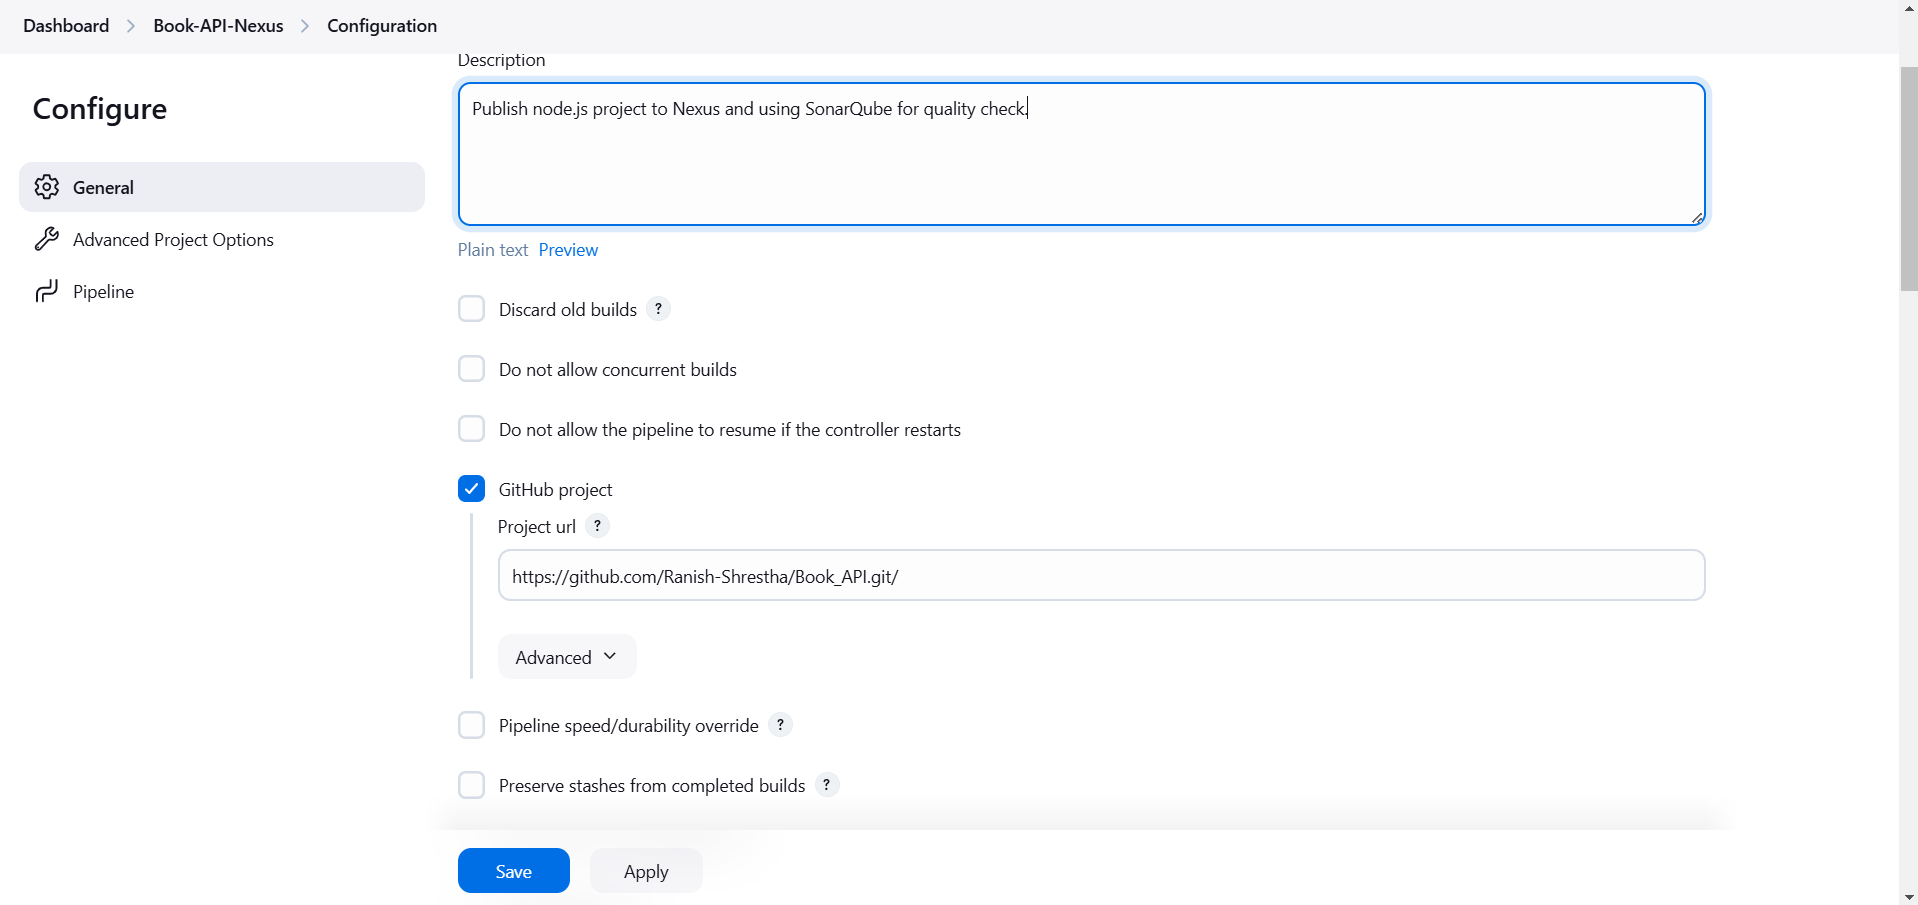 Dashboard > Book-API-Nexus > Configuration
Configure
General
Advanced Project Options
Pipeline
Description
Publish node.js project to Nexus and using SonarQube for quality check.
Plain text Preview
Discard old builds ?
Do not allow concurrent builds
Do not allow the pipeline to resume if the controller restarts
GitHub project
Project url ?
https://github.com/Ranish-Shrestha/Book_API.git/
Advanced
Pipeline speed/durability override ?
Preserve stashes from completed builds ?
Save Apply